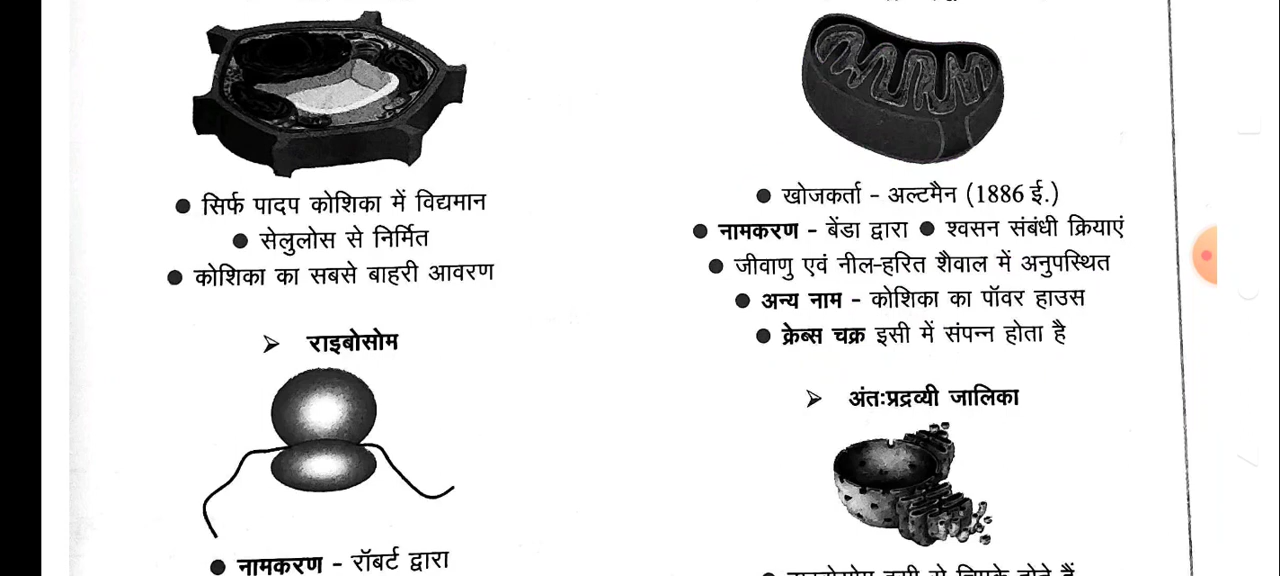 ● सिर्फ पादप कोशिका में विद्यमान
● सेलुलोस से निर्मित
● कोशिका का सबसे बाहरी आवरण
➢ राइबोसोम
● नामकरण - रॉबर्ट द्वारा
● खोजकर्ता - अल्टमैन (1886 ई.)
● नामकरण - बेंडा द्वारा ● श्वसन संबंधी क्रियाएं
● जीवाणु एवं नील-हरित शैवाल में अनुपस्थित
● अन्य नाम - कोशिका का पॉवर हाउस
● क्रेब्स चक्र इसी में संपन्न होता है
➢ अंतःप्रद्रव्यी जालिका